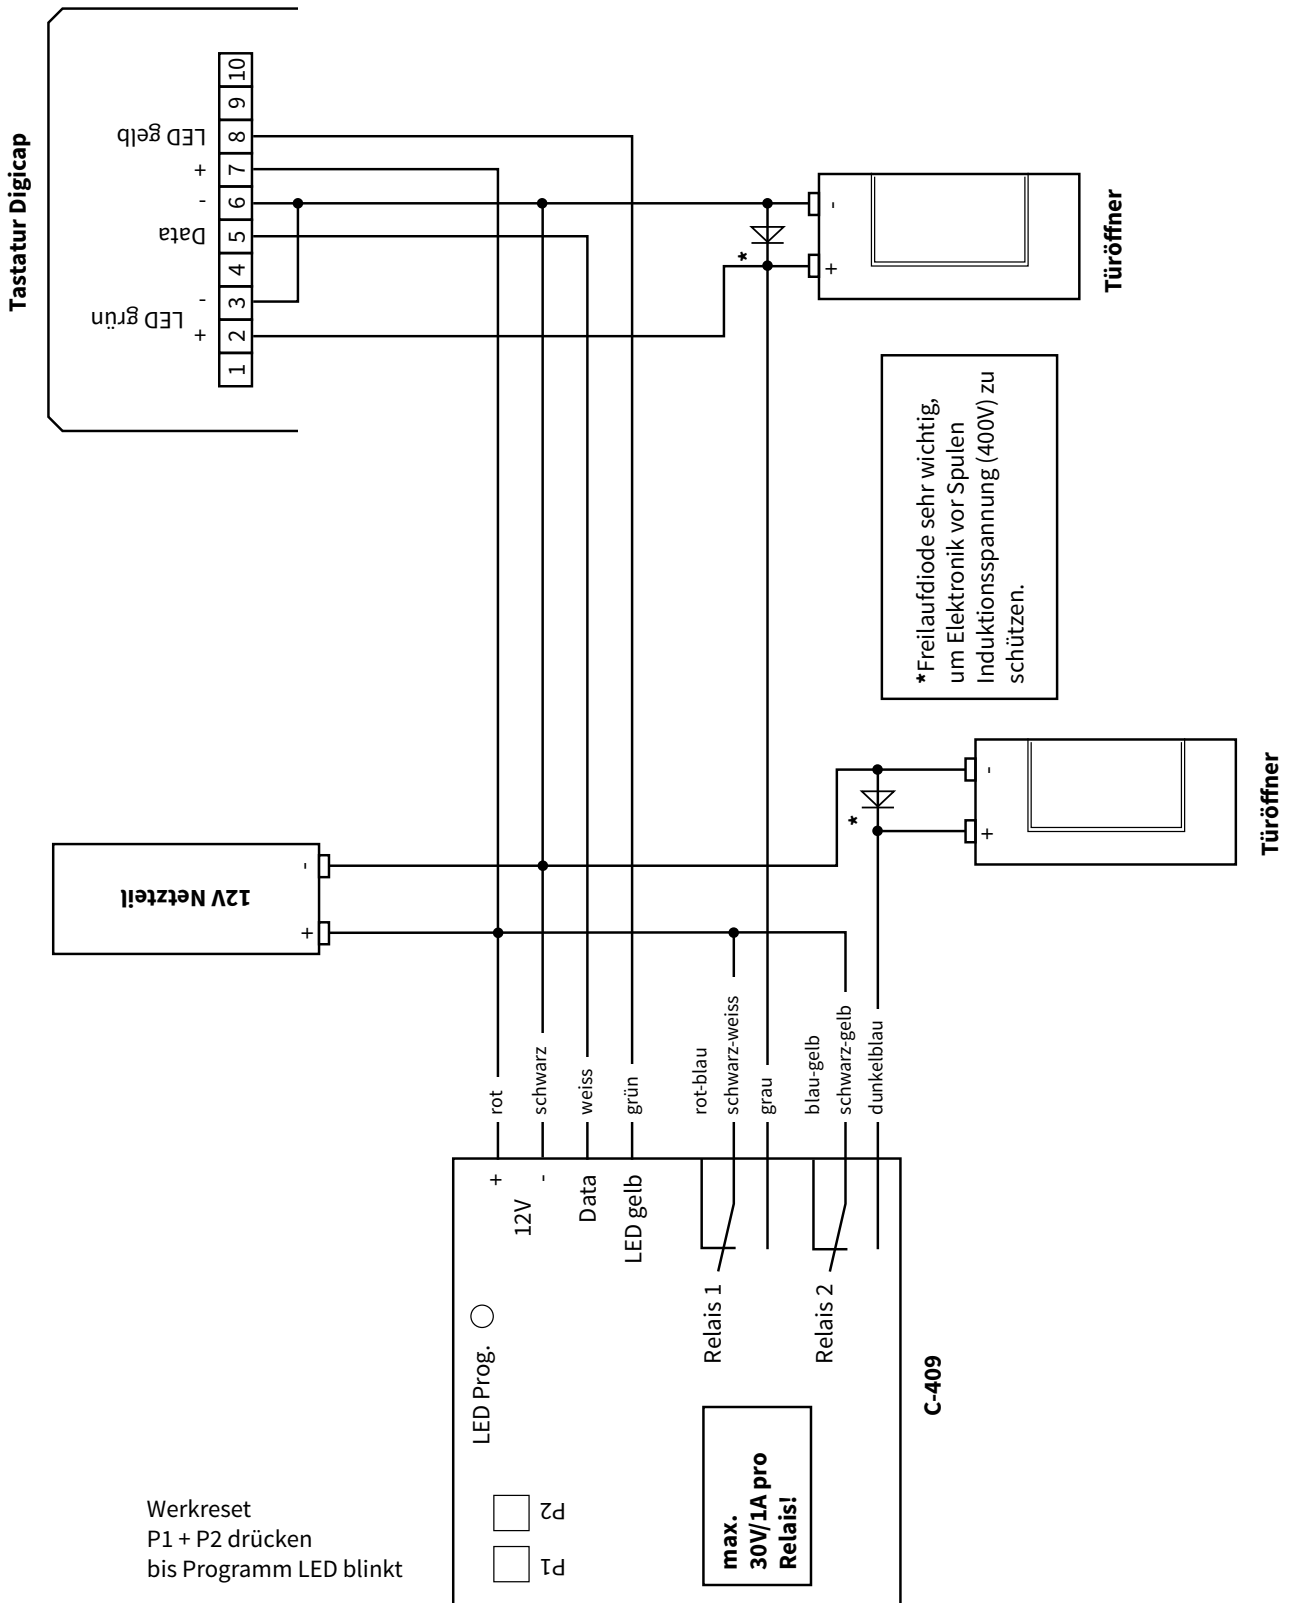 Tastatur Digicap
10
9
8
7
6
5
4
3
2
1
LED gelb
+
-
Data
-
LED grün
+
-
+
Türöffner
*
*Freilaufdiode sehr wichtig,
um Elektronik vor Spulen
Induktionsspannung (400V) zu
schützen.
12V Netzteil
-
+
*
-
+
Türöffner
rot
schwarz
weiss
grün
rot-blau
schwarz-weiss
grau
blau-gelb
schwarz-gelb
dunkelblau
+
12V
-
Data
LED gelb
Relais 1
Relais 2
LED Prog.
C-409
P2
P1
max.
30V/1A pro
Relais!
Werkreset
P1 + P2 drücken
bis Programm LED blinkt